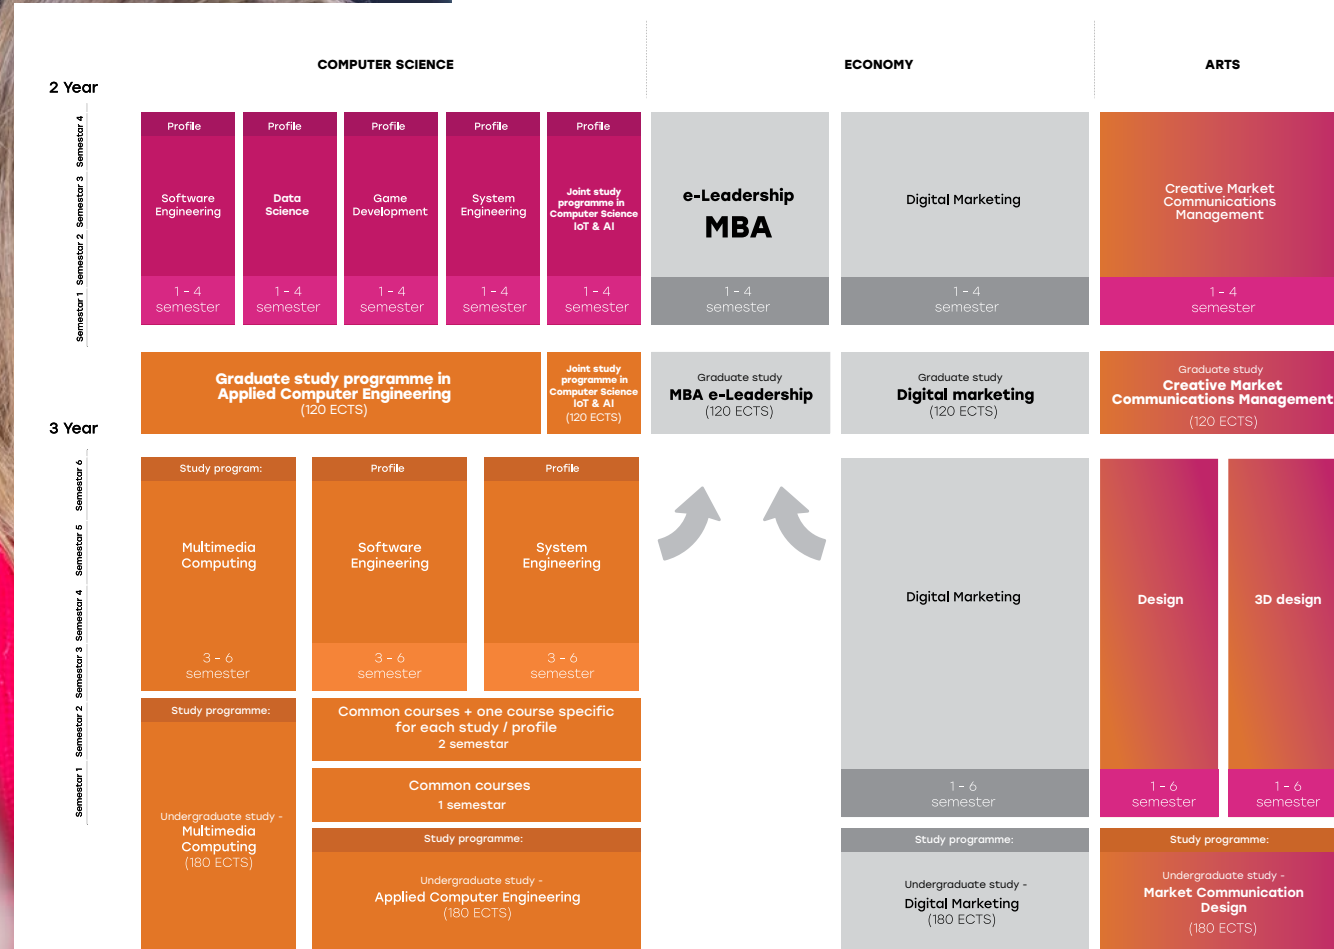 COMPUTER SCIENCE
ECONOMY
ARTS
2 Year
Semestar 4
Semestar 3
Semestar 2
Semestar 1
Profile
Software
Engineering
1 – 4
semester
Profile
Data
Science
1 – 4
semester
Profile
Game
Development
1 – 4
semester
Profile
System
Engineering
1 – 4
semester
Profile
Joint study
programme in
Computer Science
IoT & AI
1 – 4
semester
e-Leadership
MBA
1 – 4
semester
Digital Marketing
1 – 4
semester
Creative Market
Communications
Management
1 – 4
semester
Graduate study programme in
Applied Computer Engineering
(120 ECTS)
Joint study
programme in
Computer Science
IoT & AI
(120 ECTS)
Graduate study
MBA e-Leadership
(120 ECTS)
Graduate study
Digital marketing
(120 ECTS)
Graduate study
Creative Market
Communications Management
(120 ECTS)
3 Year
Semestar 6
Semestar 5
Semestar 4
Semestar 3
Semestar 2
Semestar 1
Study program:
Multimedia
Computing
3 – 6
semester
Profile
Software
Engineering
3 – 6
semester
Profile
System
Engineering
3 – 6
semester
Digital Marketing
1 – 6
semester
Design
1 – 6
semester
3D design
1 – 6
semester
Study programme:
Undergraduate study -
Multimedia
Computing
(180 ECTS)
Common courses + one course specific
for each study / profile
2 semestar
Common courses
1 semestar
Study programme:
Undergraduate study -
Applied Computer Engineering
(180 ECTS)
Study programme:
Undergraduate study -
Digital Marketing
(180 ECTS)
Study programme:
Undergraduate study -
Market Communication
Design
(180 ECTS)